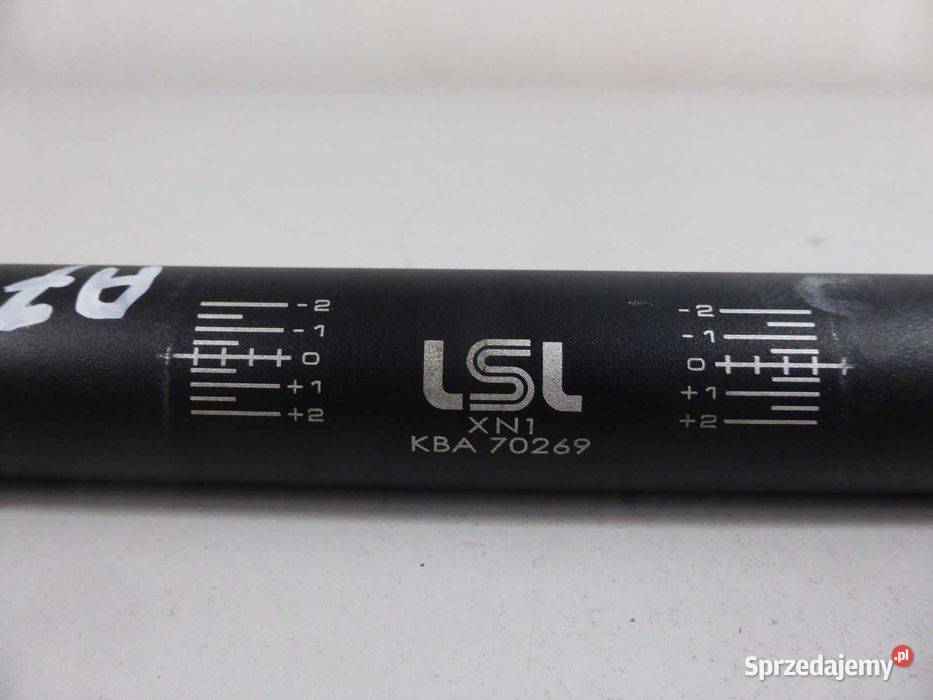 -2 -2
-1 -1
0 0
+1 +1
+2 +2
LSL
XN1
KBA 70269
Sprzedajemy.pl